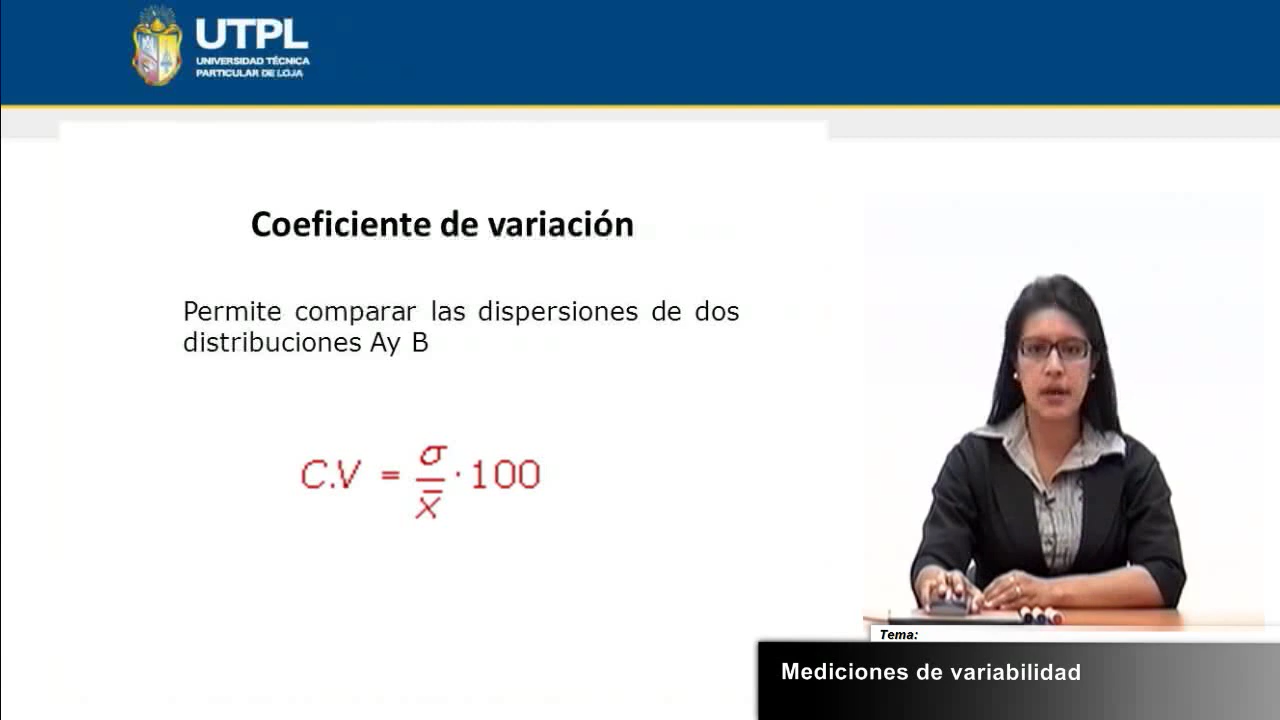 UTPL
UNIVERSIDAD TÉCNICA
PARTICULAR DE LOJA
Coeficiente de variación
Permite comparar las dispersiones de dos
distribuciones Ay B
C.V = σ/x̄ · 100
Tema:
Mediciones de variabilidad